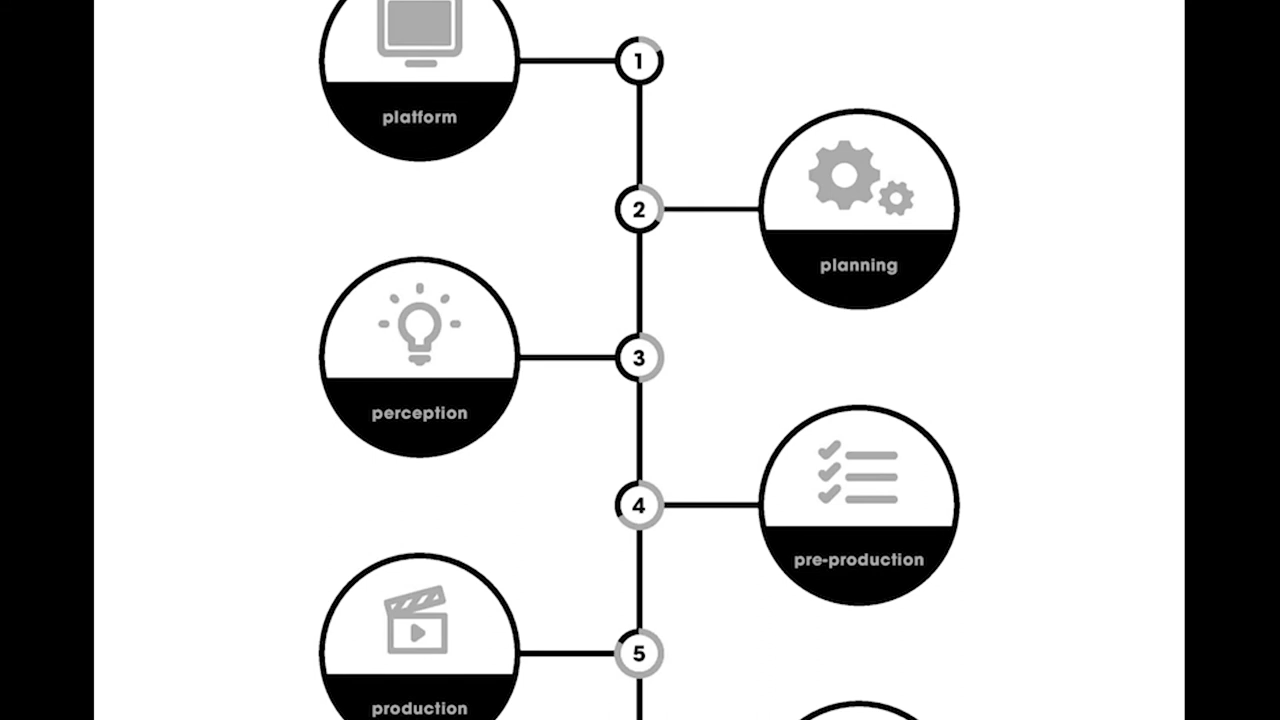 1
platform
2
planning
3
perception
4
pre-production
5
production